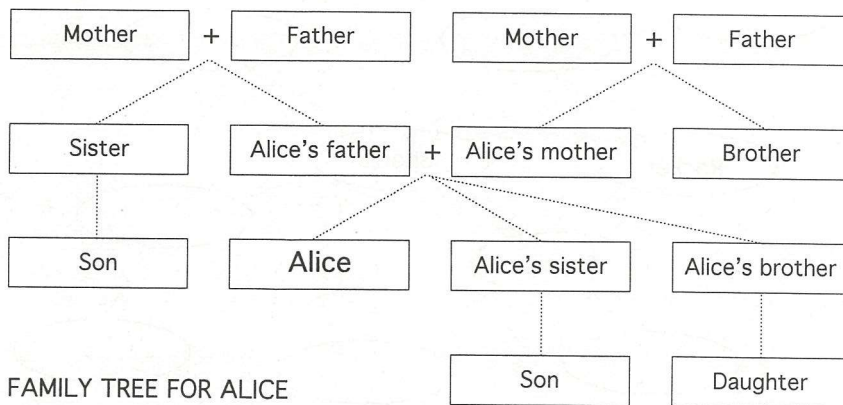 Mother + Father Mother + Father
Sister Alice's father + Alice's mother Brother
Son Alice Alice's sister Alice's brother
Son Daughter
FAMILY TREE FOR ALICE